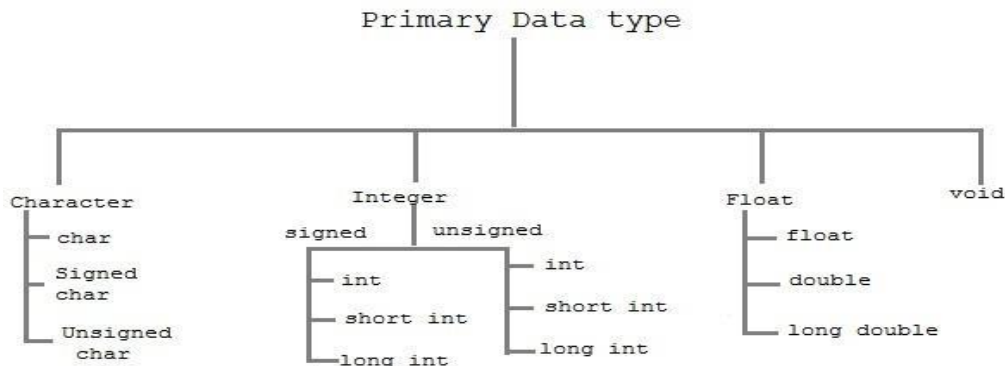 Primary Data type
Character
char
Signed
char
Unsigned
char
Integer
signed
int
short int
long int
unsigned
int
short int
long int
Float
float
double
long double
void